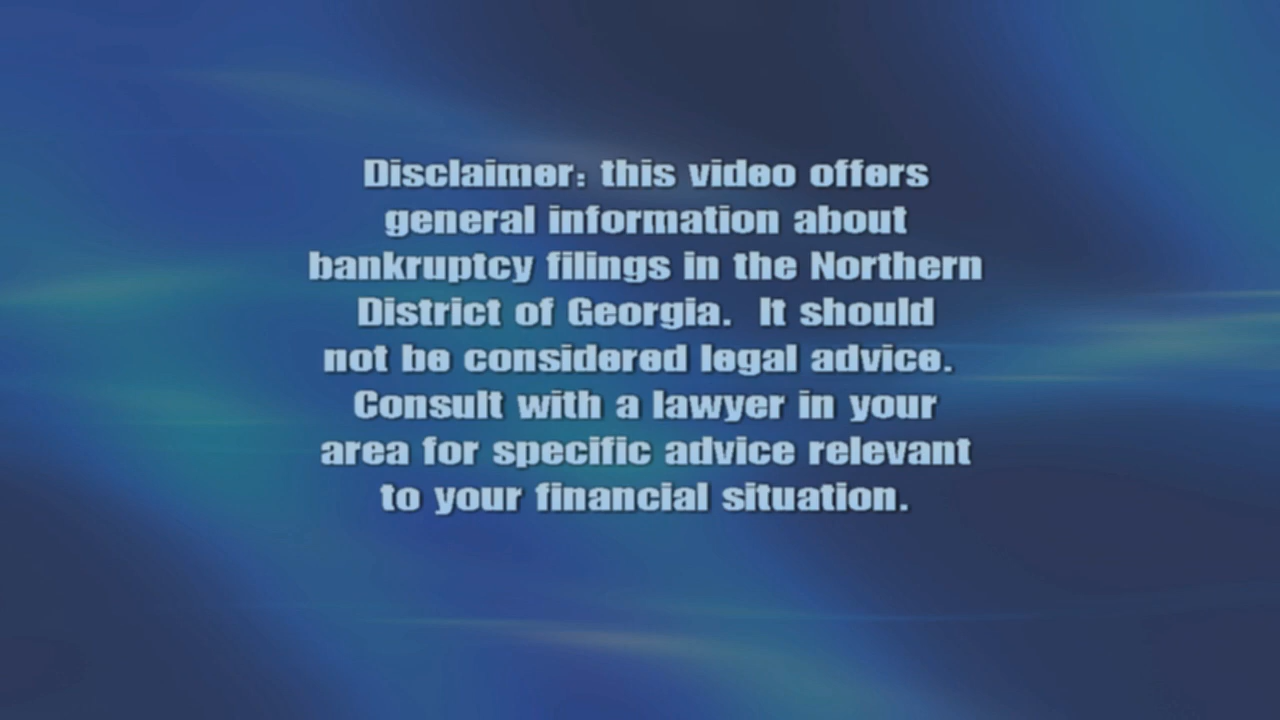 Disclaimer: this video offers
general information about
bankruptcy filings in the Northern
District of Georgia.  It should
not be considered legal advice.
Consult with a lawyer in your
area for specific advice relevant
to your financial situation.